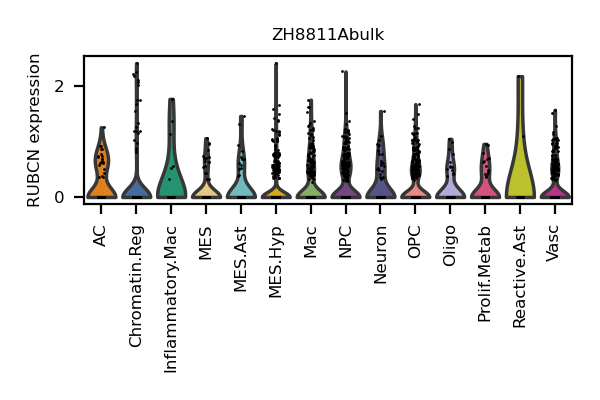 ZH8811Abulk
RUBCN expression
2
0
AC
Chromatin.Reg
Inflammatory.Mac
MES
MES.Ast
MES.Hyp
Mac
NPC
Neuron
OPC
Oligo
Prolif.Metab
Reactive.Ast
Vasc